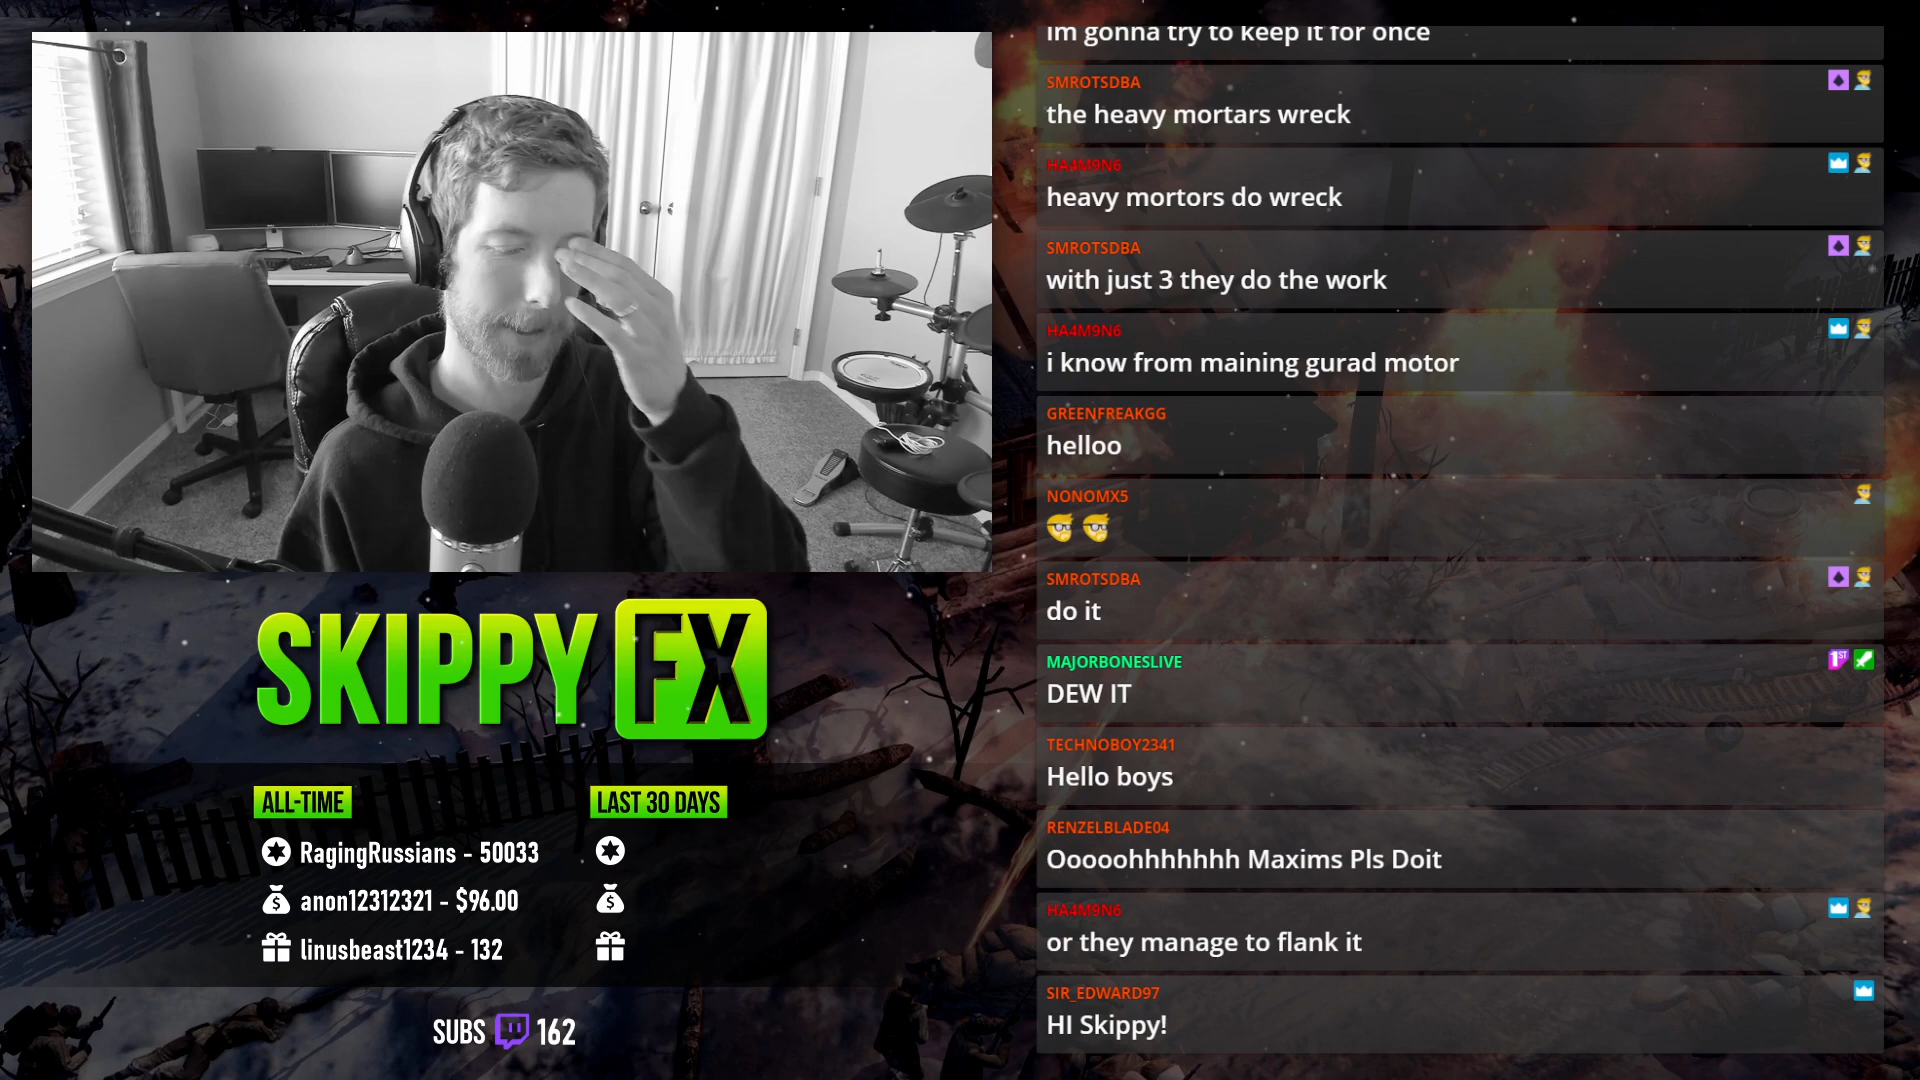 im gonna try to keep it for once
SMROTSDBA
the heavy mortars wreck
HA4M9N6
heavy mortors do wreck
SMROTSDBA
with just 3 they do the work
HA4M9N6
i know from maining gurad motor
GREENFREAKGG
helloo
NONOMX5
SMROTSDBA
do it
MAJORBONESLIVE
1ST
DEW IT
TECHNOBOY2341
Hello boys
RENZELBLADE04
Ooooohhhhhhh Maxims Pls Doit
HA4M9N6
or they manage to flank it
SIR_EDWARD97
HI Skippy!
SKIPPY FX
ALL-TIME
RagingRussians - 50033
anon12312321 - $96.00
linusbeast1234 - 132
LAST 30 DAYS
SUBS 162